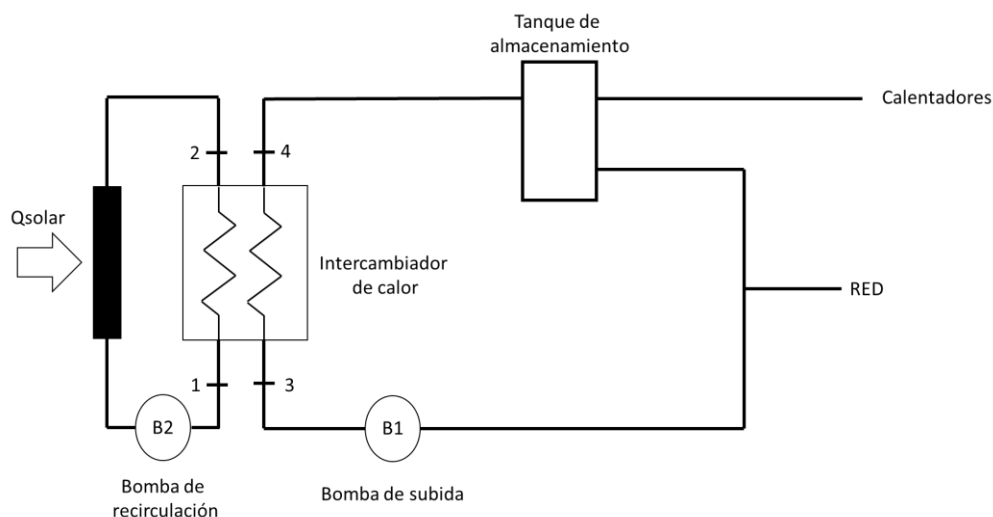 Tanque de
almacenamiento
Calentadores
2
4
Qsolar
Intercambiador
de calor
RED
1
3
B2
B1
Bomba de
recirculación
Bomba de subida